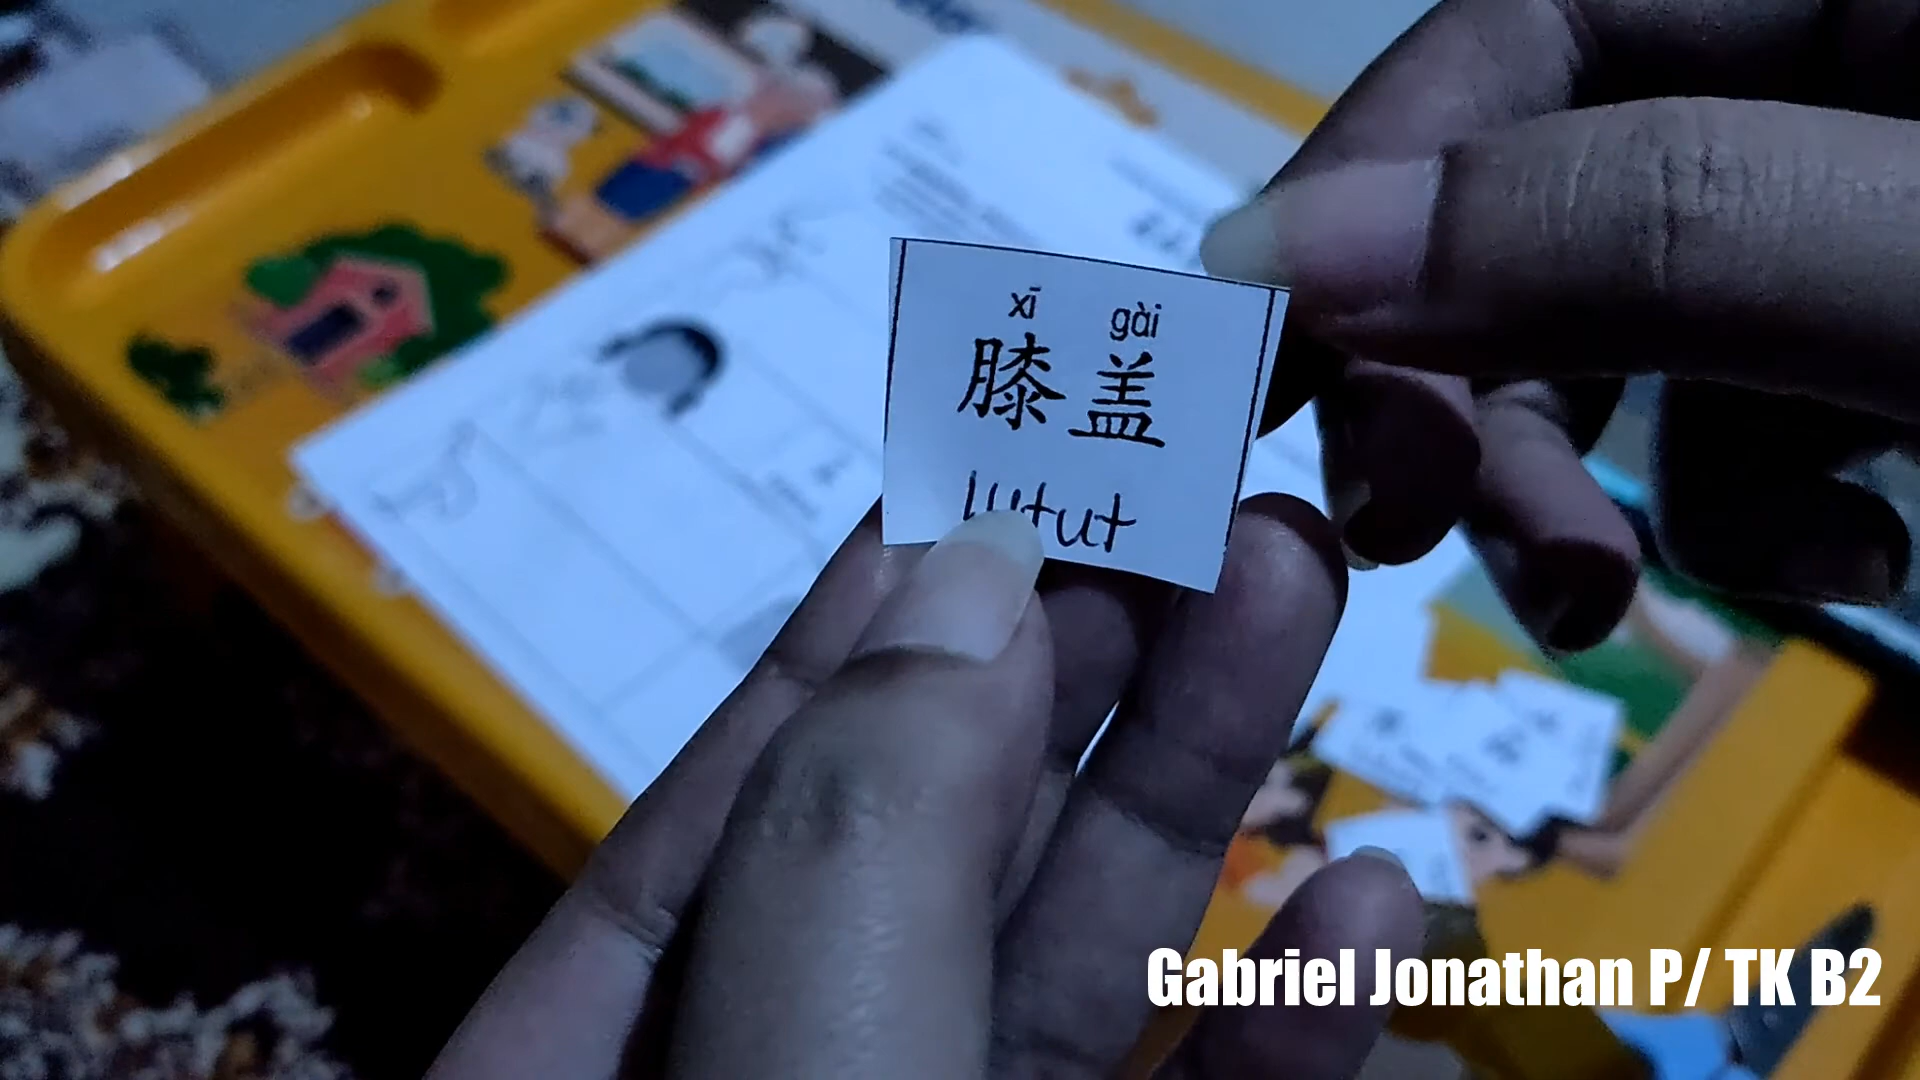 xī gài
膝盖
lutut
Gabriel Jonathan P/ TK B2